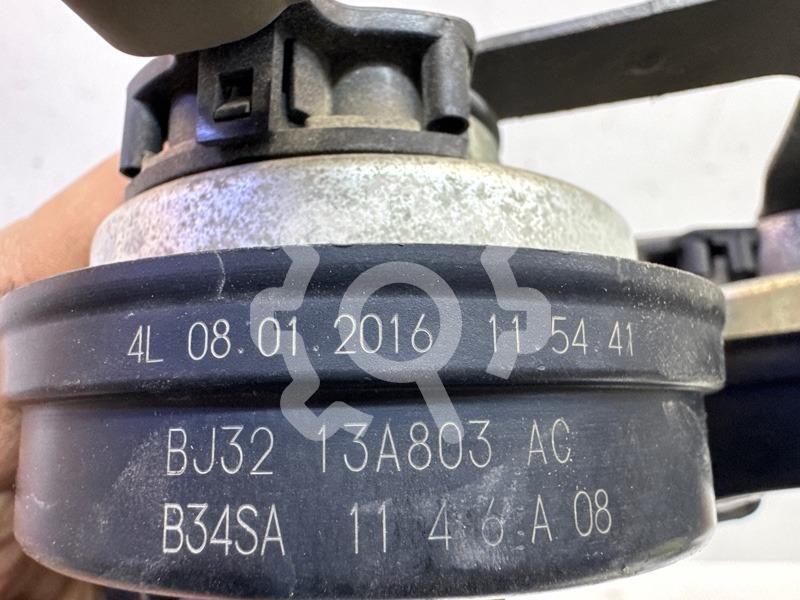 4L 08.01.2016 11 54 41
BJ32 13A803 AC
B34SA 11 4 6 A 08